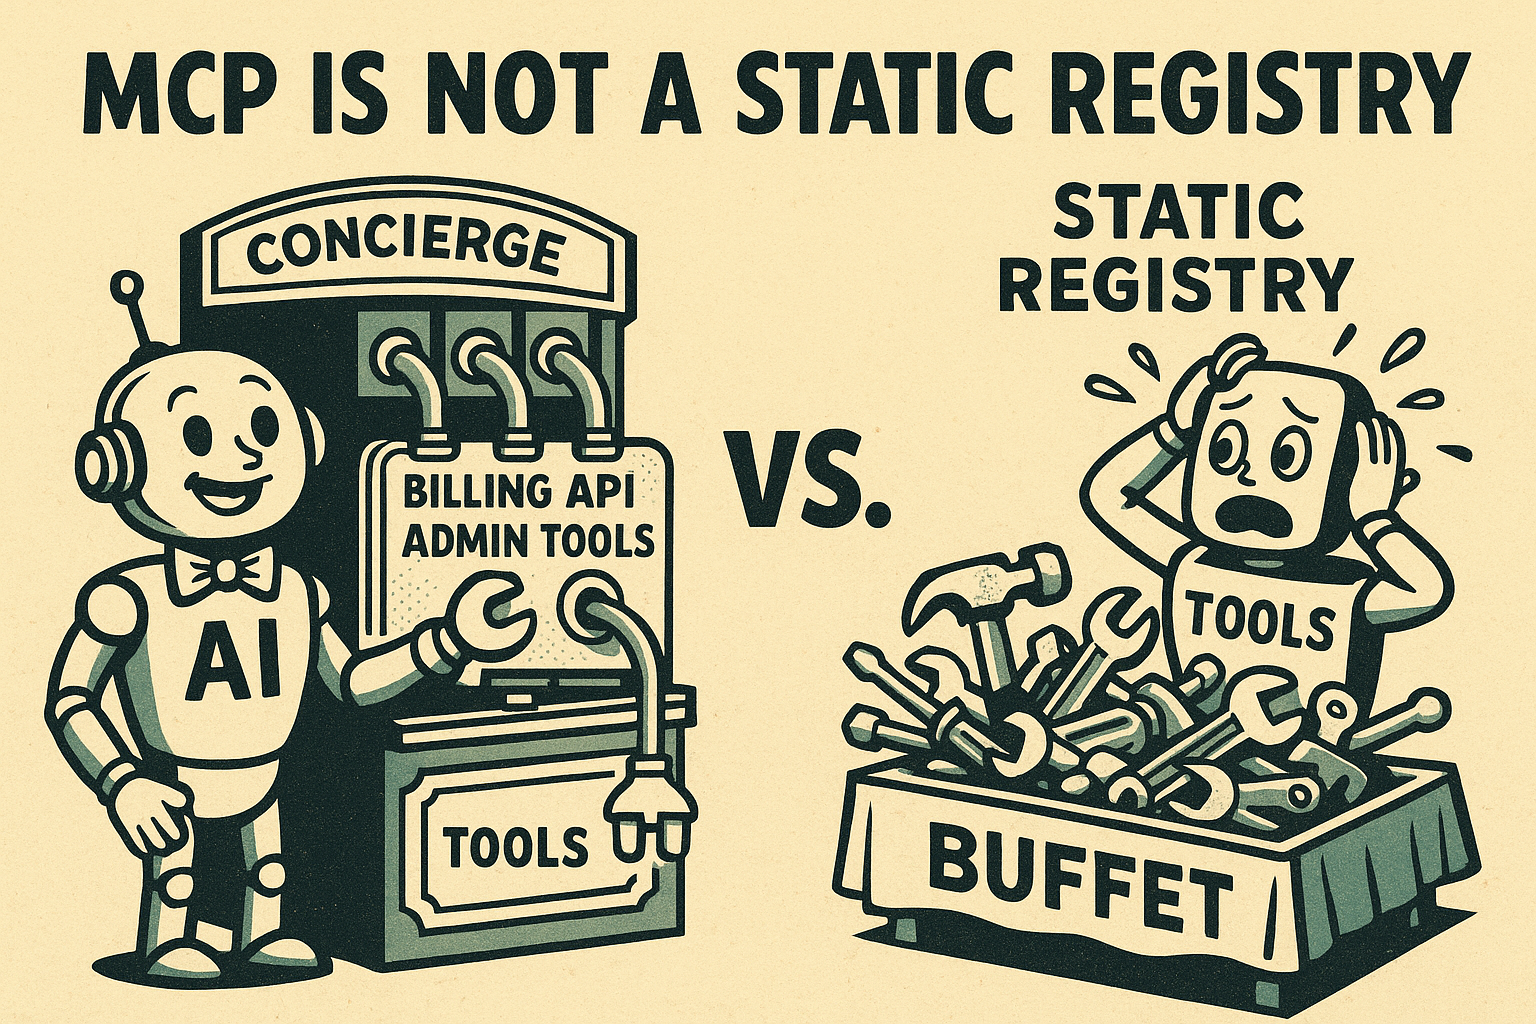 MCP IS NOT A STATIC REGISTRY
CONCIERGE
BILLING API
ADMIN TOOLS
AI
TOOLS
VS.
STATIC
REGISTRY
TOOLS
BUFFET